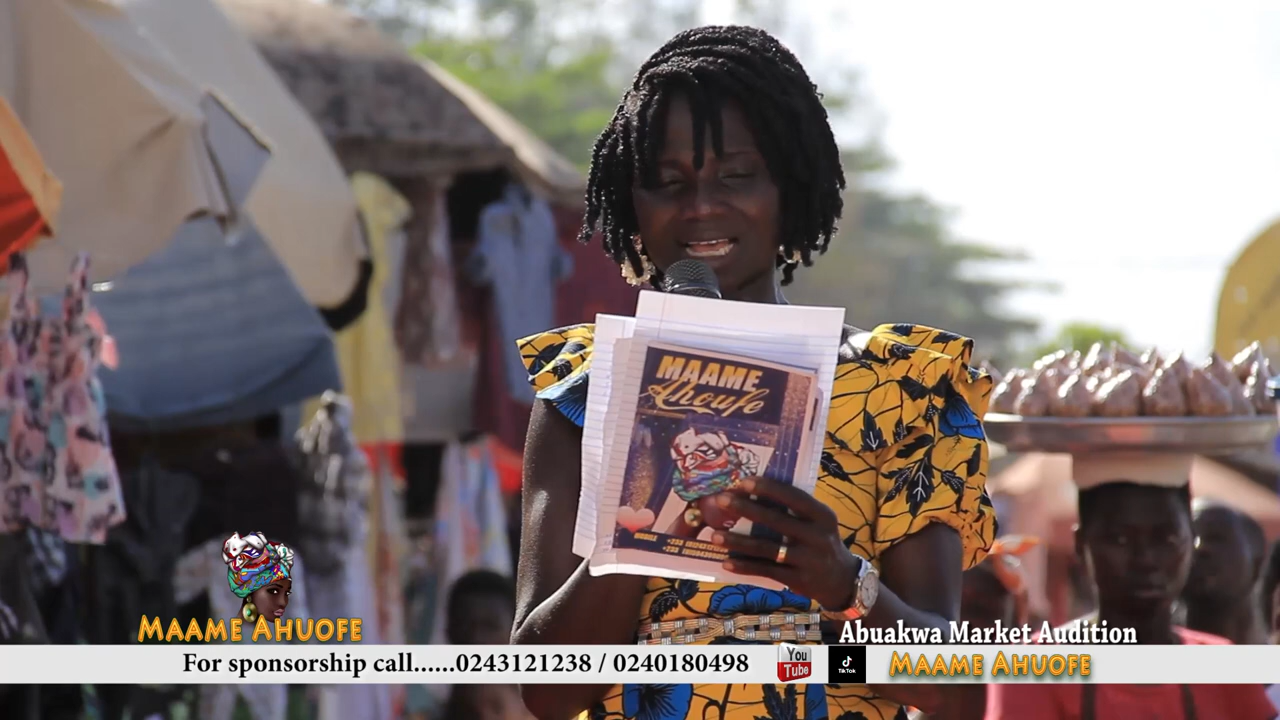 MAAME
Ahoufe
MAAME AHUOFE
Abuakwa Market Audition
For sponsorship call......0243121238 / 0240180498
You
Tube
TikTok
MAAME AHUOFE